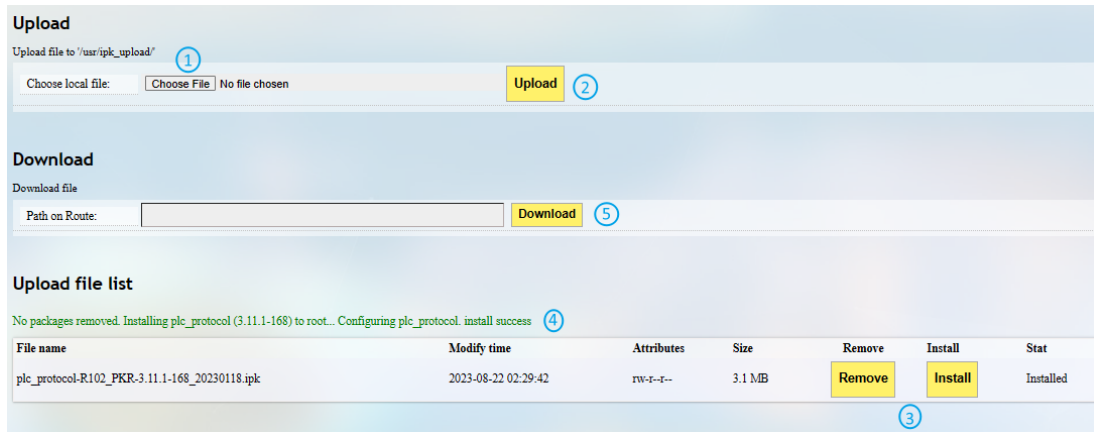 Upload
Upload file to '/usr/ipk_upload/'
1
Choose local file: Choose File No file chosen Upload 2
Download
Download file
Path on Route: Download 5
Upload file list
No packages removed. Installing plc_protocol (3.11.1-168) to root... Configuring plc_protocol. install success 4
File name Modify time Attributes Size Remove Install Stat
plc_protocol-R102_PKR-3.11.1-168_20230118.ipk 2023-08-22 02:29:42 rw-r--r-- 3.1 MB Remove Install Installed
3